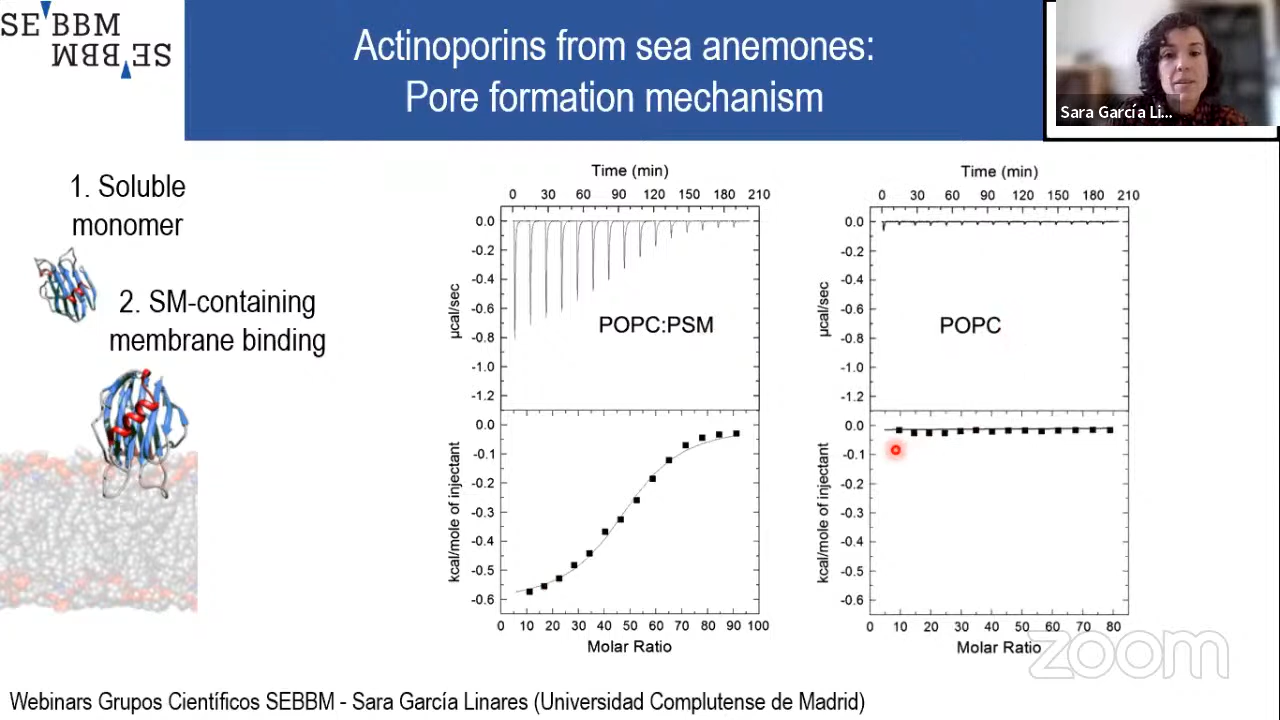 SEBBM
SEBBM
Actinoporins from sea anemones:
Pore formation mechanism
Sara García Li...
1. Soluble
monomer
2. SM-containing
membrane binding
Time (min)
0 30 60 90 120 150 180 210
0.0
-0.2
-0.4
-0.6
-0.8
-1.0
-1.2
µcal/sec
POPC:PSM
0.0
-0.1
-0.2
-0.3
-0.4
-0.5
-0.6
kcal/mole of injectant
0 10 20 30 40 50 60 70 80 90 100
Molar Ratio
Time (min)
0 30 60 90 120 150 180 210
0.0
-0.2
-0.4
-0.6
-0.8
-1.0
-1.2
µcal/sec
POPC
0.0
-0.1
-0.2
-0.3
-0.4
-0.5
-0.6
kcal/mole of injectant
0 10 20 30 40 50 60 70 80
Molar Ratio
zoom
Webinars Grupos Científicos SEBBM - Sara García Linares (Universidad Complutense de Madrid)